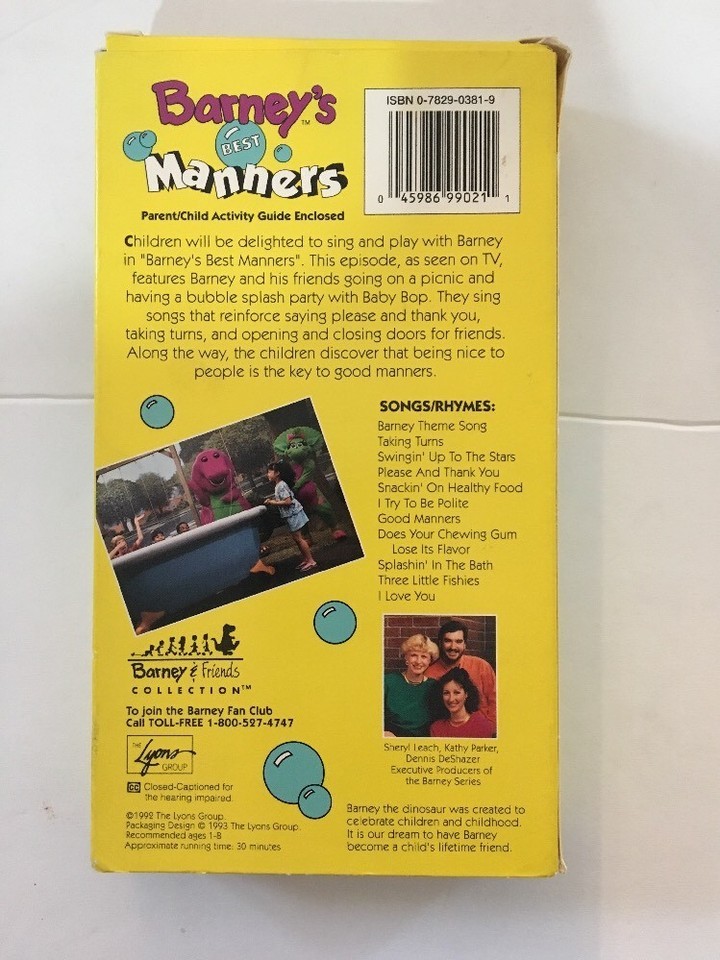 Barney's™
BEST
Manners
Parent/Child Activity Guide Enclosed
ISBN 0-7829-0381-9
0 45986 99021 1
Children will be delighted to sing and play with Barney
in "Barney's Best Manners". This episode, as seen on TV,
features Barney and his friends going on a picnic and
having a bubble splash party with Baby Bop. They sing
songs that reinforce saying please and thank you,
taking turns, and opening and closing doors for friends.
Along the way, the children discover that being nice to
people is the key to good manners.
SONGS/RHYMES:
Barney Theme Song
Taking Turns
Swingin' Up To The Stars
Please And Thank You
Snackin' On Healthy Food
I Try To Be Polite
Good Manners
Does Your Chewing Gum
Lose Its Flavor
Splashin' In The Bath
Three Little Fishies
I Love You
Barney & Friends
COLLECTION™
To join the Barney Fan Club
Call TOLL-FREE 1-800-527-4747
THE
Lyons
GROUP
CC Closed-Captioned for
the hearing impaired.
©1992 The Lyons Group.
Packaging Design © 1993 The Lyons Group.
Recommended ages 1-8
Approximate running time: 30 minutes
Sheryl Leach, Kathy Parker,
Dennis DeShazer
Executive Producers of
the Barney Series
Barney the dinosaur was created to
celebrate children and childhood.
It is our dream to have Barney
become a child's lifetime friend.